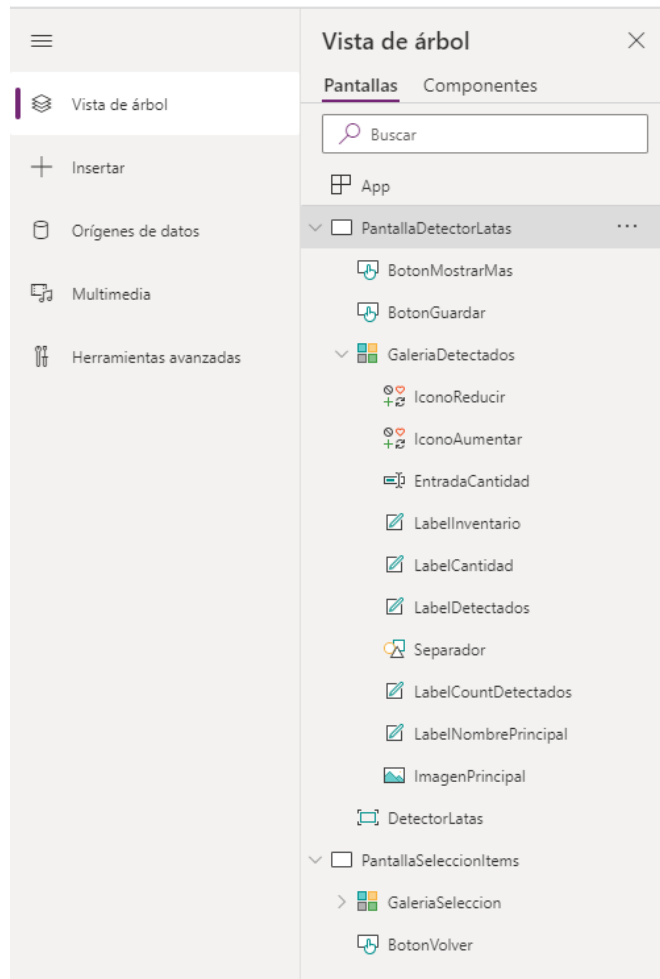 Vista de árbol
Insertar
Orígenes de datos
Multimedia
Herramientas avanzadas
Vista de árbol
Pantallas Componentes
Buscar
App
PantallaDetectorLatas
BotonMostrarMas
BotonGuardar
GaleriaDetectados
IconoReducir
IconoAumentar
EntradaCantidad
LabelInventario
LabelCantidad
LabelDetectados
Separador
LabelCountDetectados
LabelNombrePrincipal
ImagenPrincipal
DetectorLatas
PantallaSeleccionItems
GaleriaSeleccion
BotonVolver